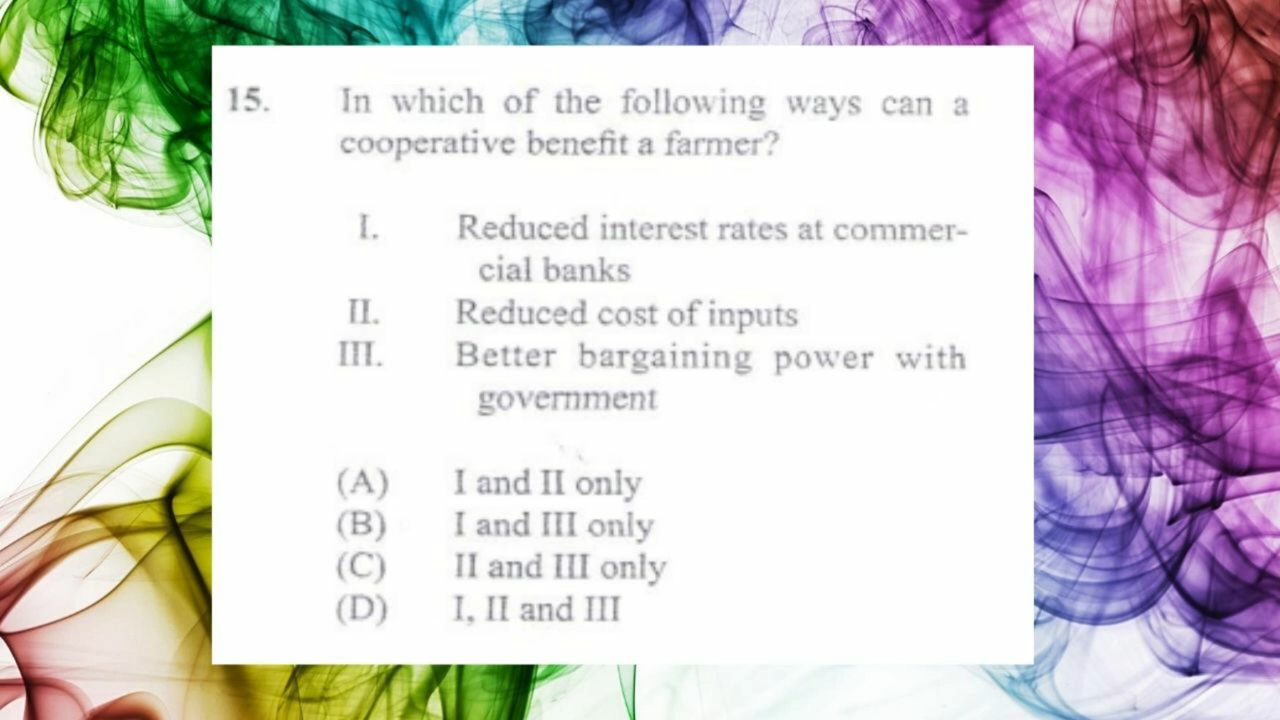 15. In which of the following ways can a
cooperative benefit a farmer?
I. Reduced interest rates at commer-
cial banks
II. Reduced cost of inputs
III. Better bargaining power with
government
(A) I and II only
(B) I and III only
(C) II and III only
(D) I, II and III